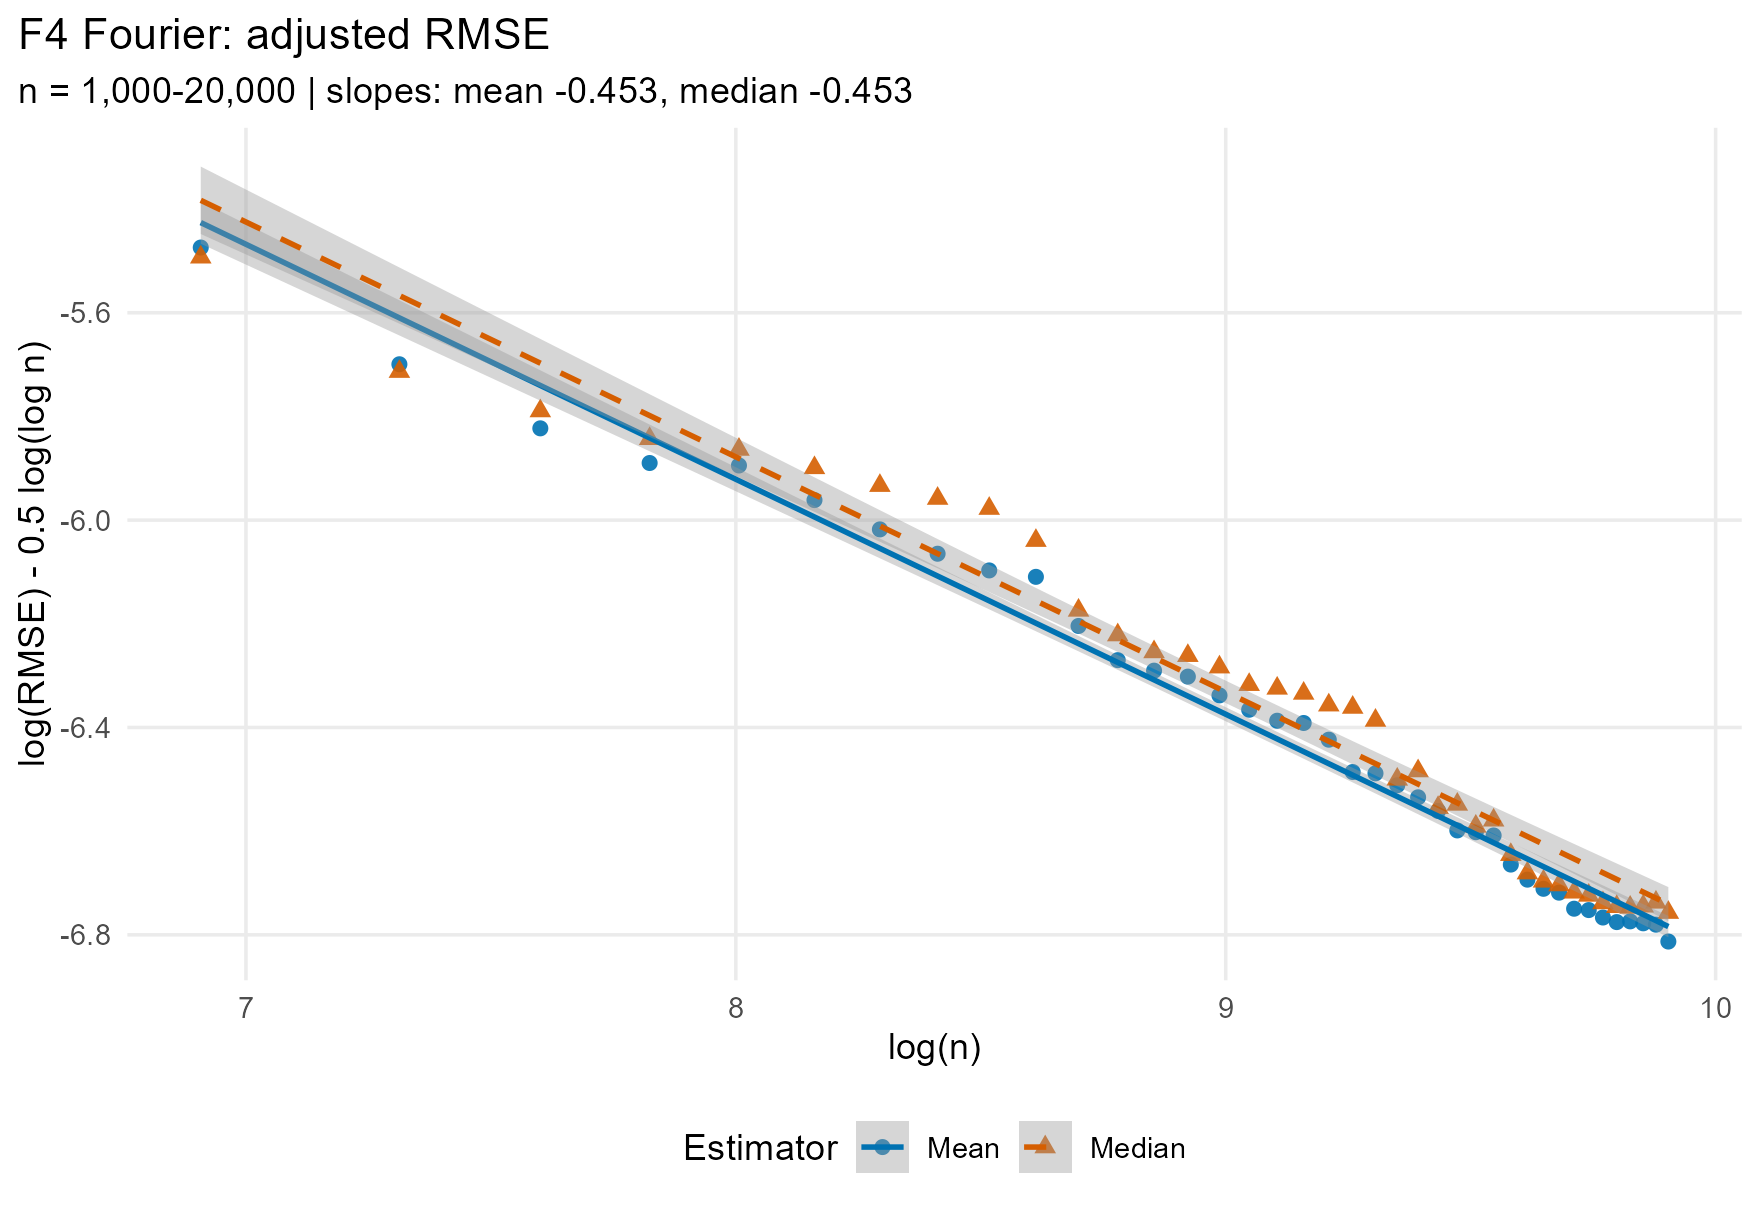 F4 Fourier: adjusted RMSE
n = 1,000-20,000 | slopes: mean -0.453, median -0.453
log(RMSE) - 0.5 log(log n)
-5.6
-6.0
-6.4
-6.8
7 8 9 10
log(n)
Estimator Mean Median